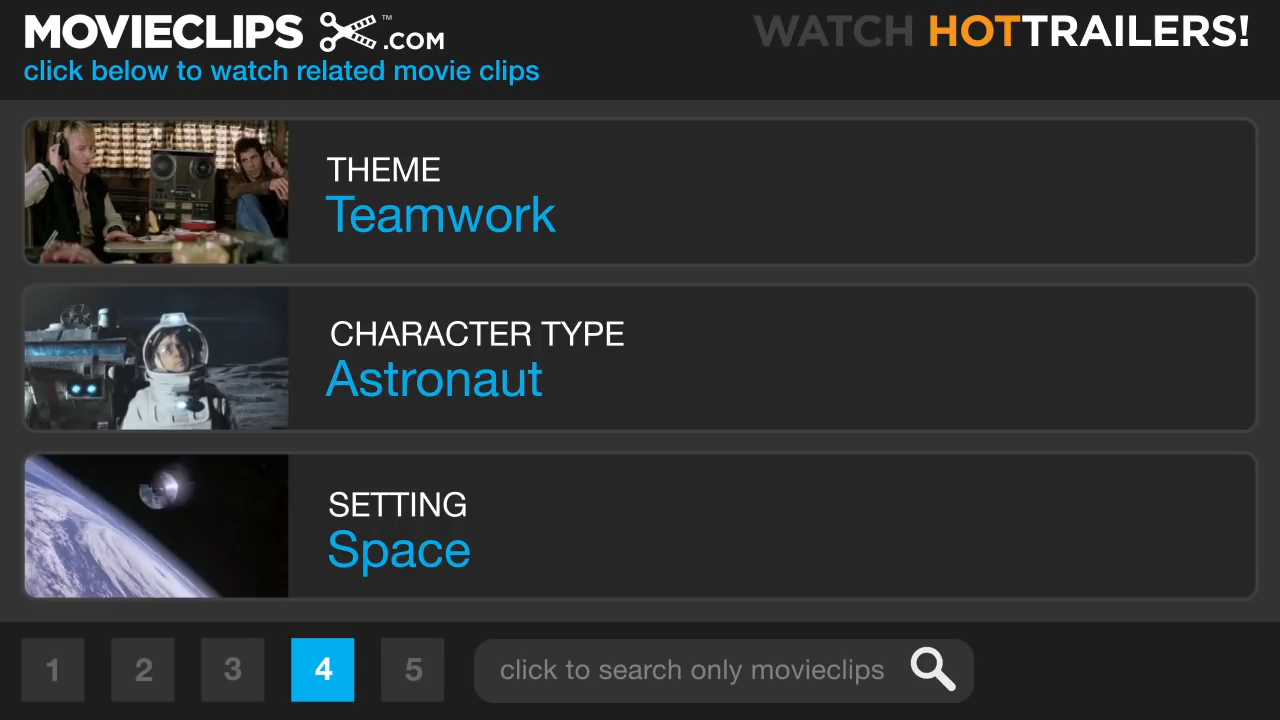 MOVIECLIPS ™ .COM
WATCH HOTTRAILERS!
click below to watch related movie clips
THEME
Teamwork
CHARACTER TYPE
Astronaut
SETTING
Space
1 2 3 4 5 click to search only movieclips